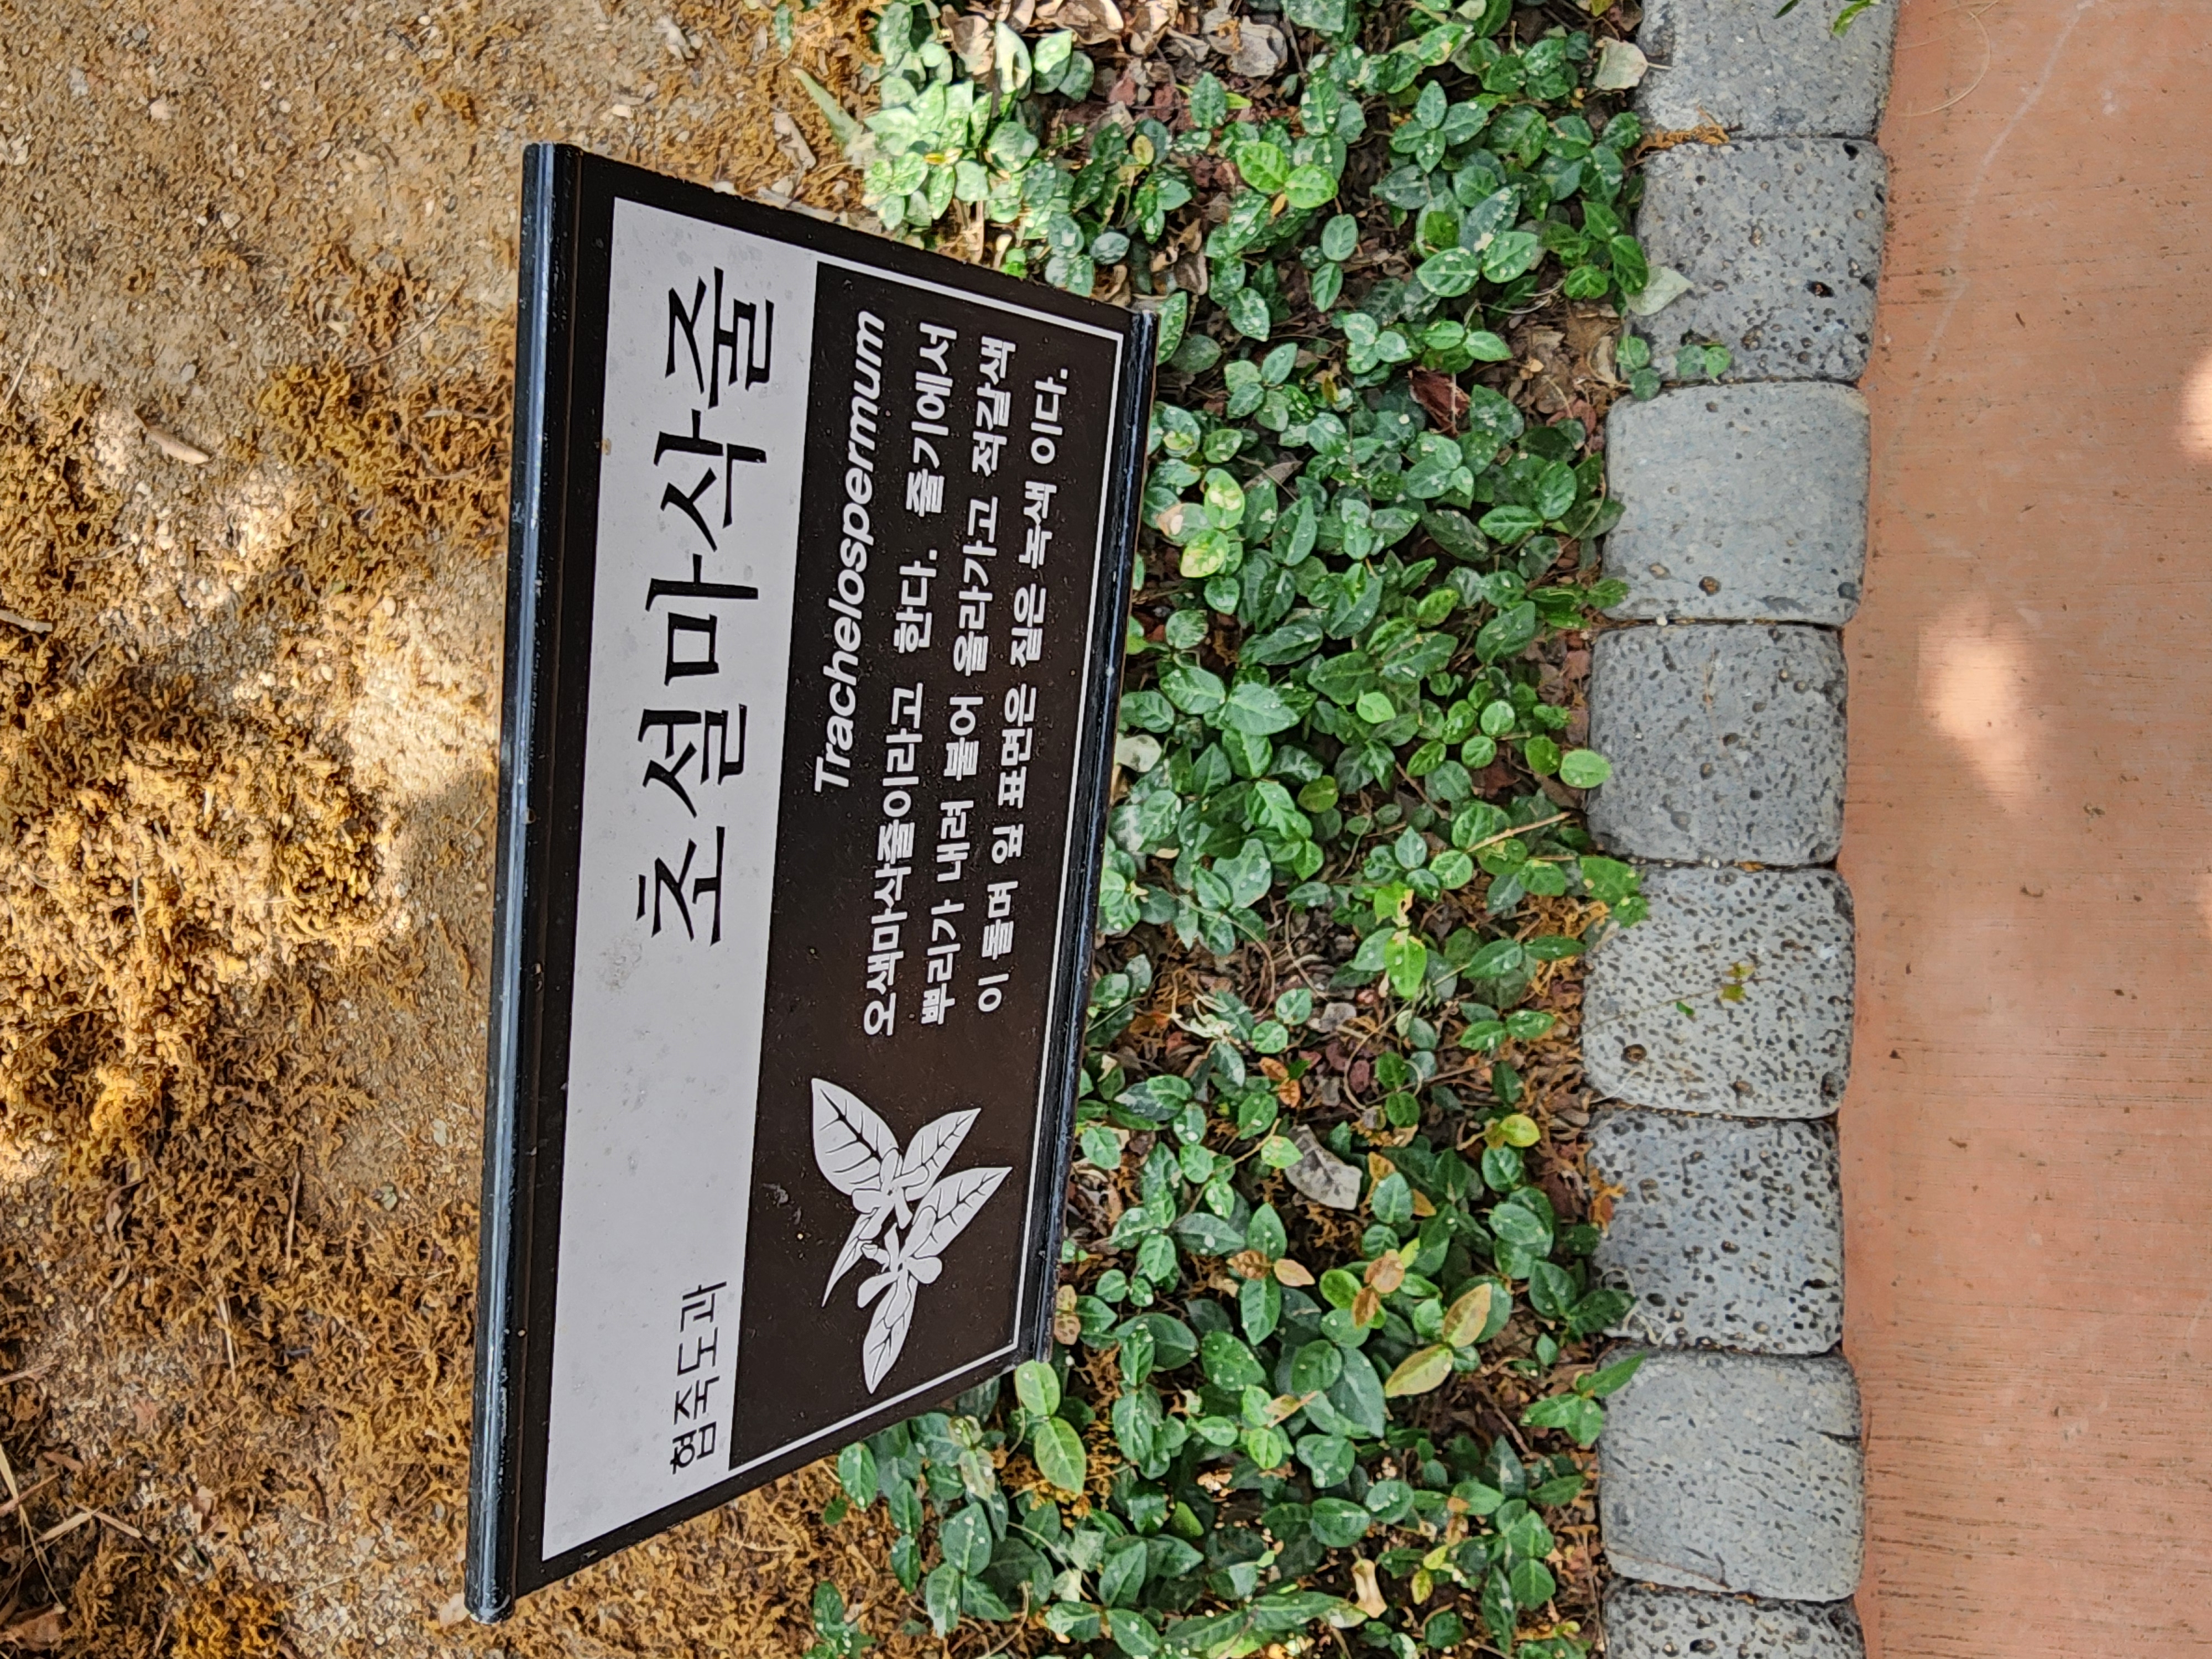 협죽도과 초설마삭줄
Trachelospermum
오색마삭줄이라고 한다. 줄기에서
뿌리가 내려 붙어 올라가고 적갈색
이 돌며 잎 표면은 짙은 녹색 이다.